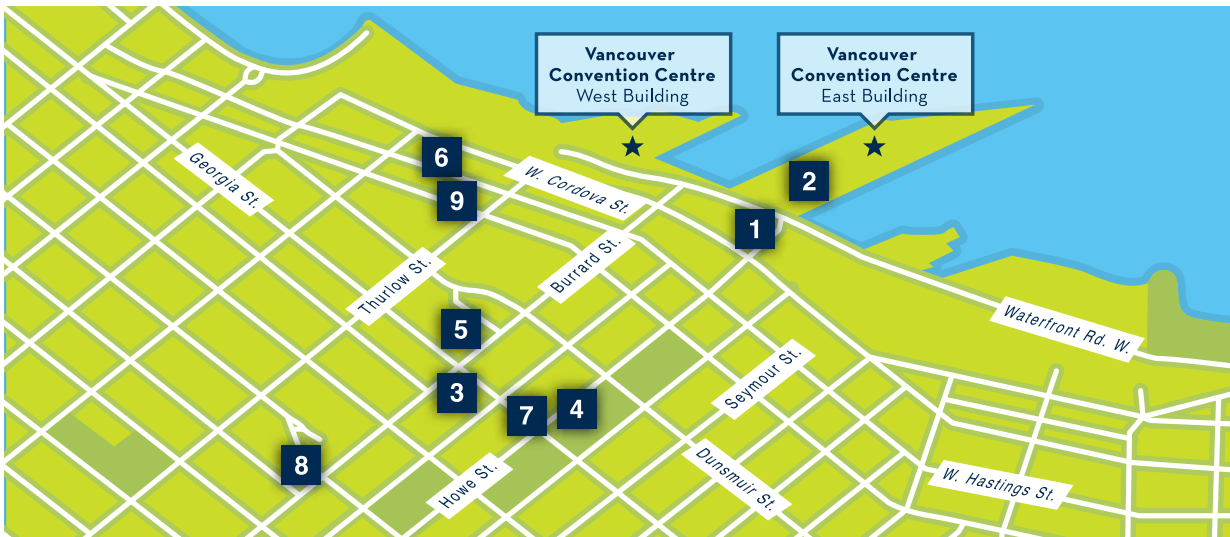 Vancouver
Convention Centre
West Building
Vancouver
Convention Centre
East Building
6
Georgia St.
W. Cordova St.
2
9
1
Burrard St.
Thurlow St.
5
Waterfront Rd. W.
3
Seymour St.
7
4
8
Howe St.
Dunsmuir St.
W. Hastings St.